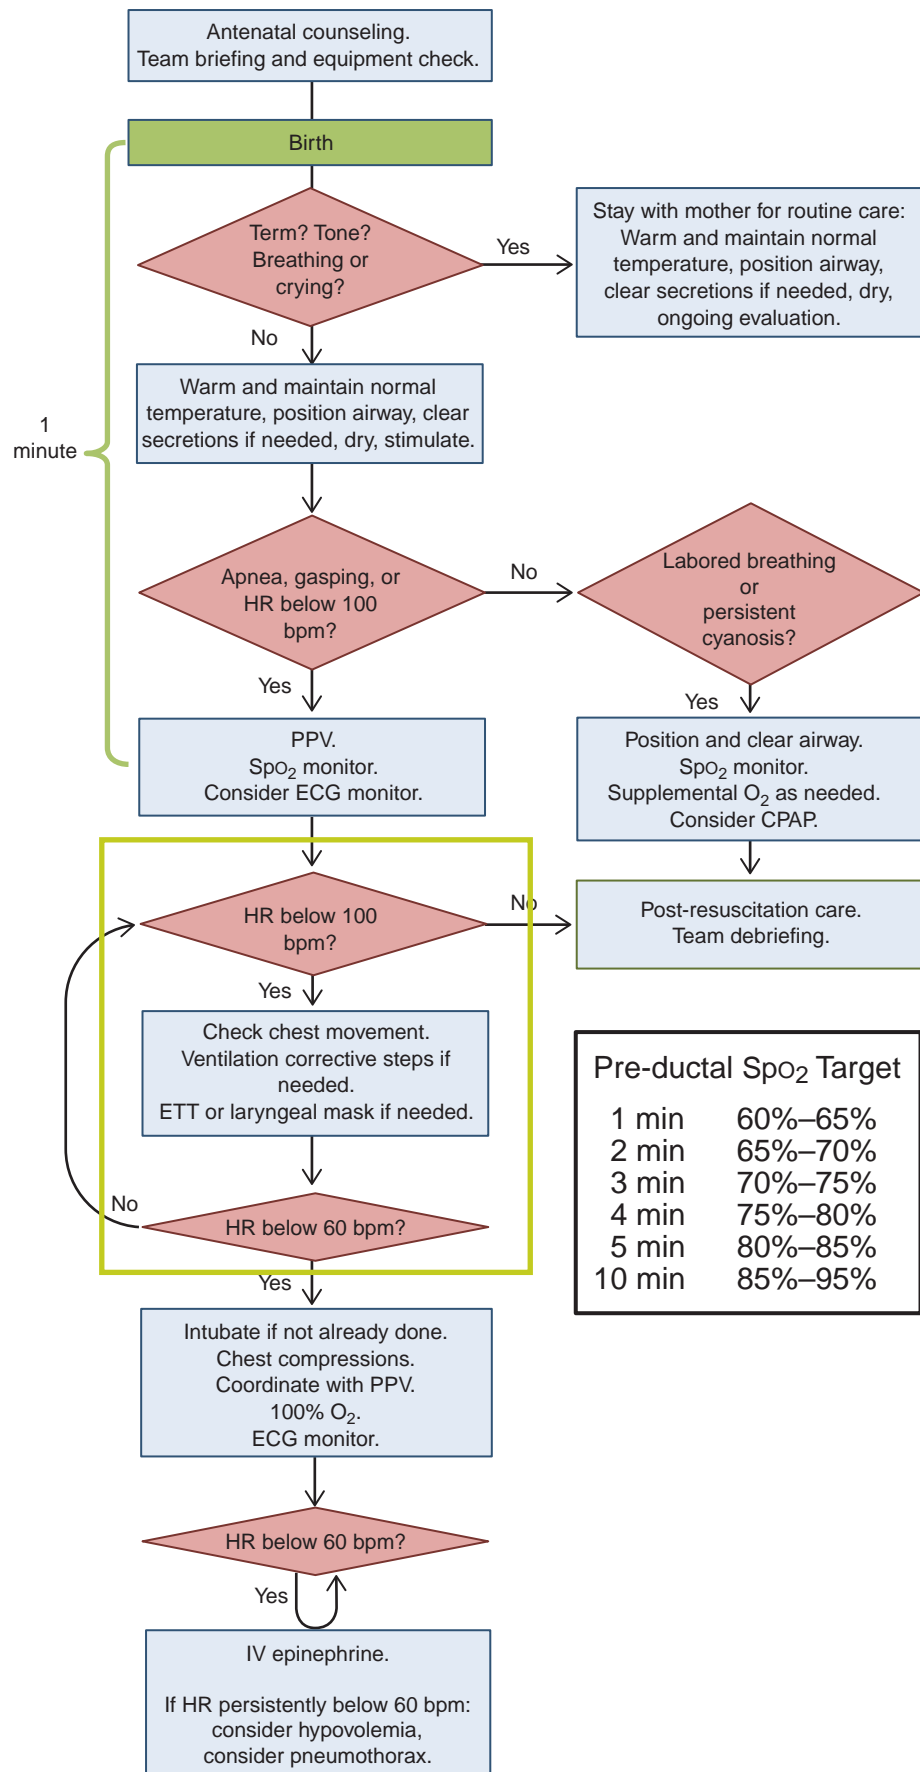 Antenatal counseling.
Team briefing and equipment check.
Birth
Term? Tone?
Breathing or
crying?
Yes
Stay with mother for routine care:
Warm and maintain normal
temperature, position airway,
clear secretions if needed, dry,
ongoing evaluation.
No
Warm and maintain normal
temperature, position airway, clear
secretions if needed, dry, stimulate.
1
minute
Apnea, gasping, or
HR below 100
bpm?
No
Labored breathing
or
persistent
cyanosis?
Yes
Yes
PPV.
SpO2 monitor.
Consider ECG monitor.
Position and clear airway.
SpO2 monitor.
Supplemental O2 as needed.
Consider CPAP.
HR below 100
bpm?
No
Post-resuscitation care.
Team debriefing.
Yes
Check chest movement.
Ventilation corrective steps if
needed.
ETT or laryngeal mask if needed.
No
HR below 60 bpm?
Yes
Pre-ductal SpO2 Target
1 min 60%–65%
2 min 65%–70%
3 min 70%–75%
4 min 75%–80%
5 min 80%–85%
10 min 85%–95%
Intubate if not already done.
Chest compressions.
Coordinate with PPV.
100% O2.
ECG monitor.
HR below 60 bpm?
Yes
IV epinephrine.
If HR persistently below 60 bpm:
consider hypovolemia,
consider pneumothorax.